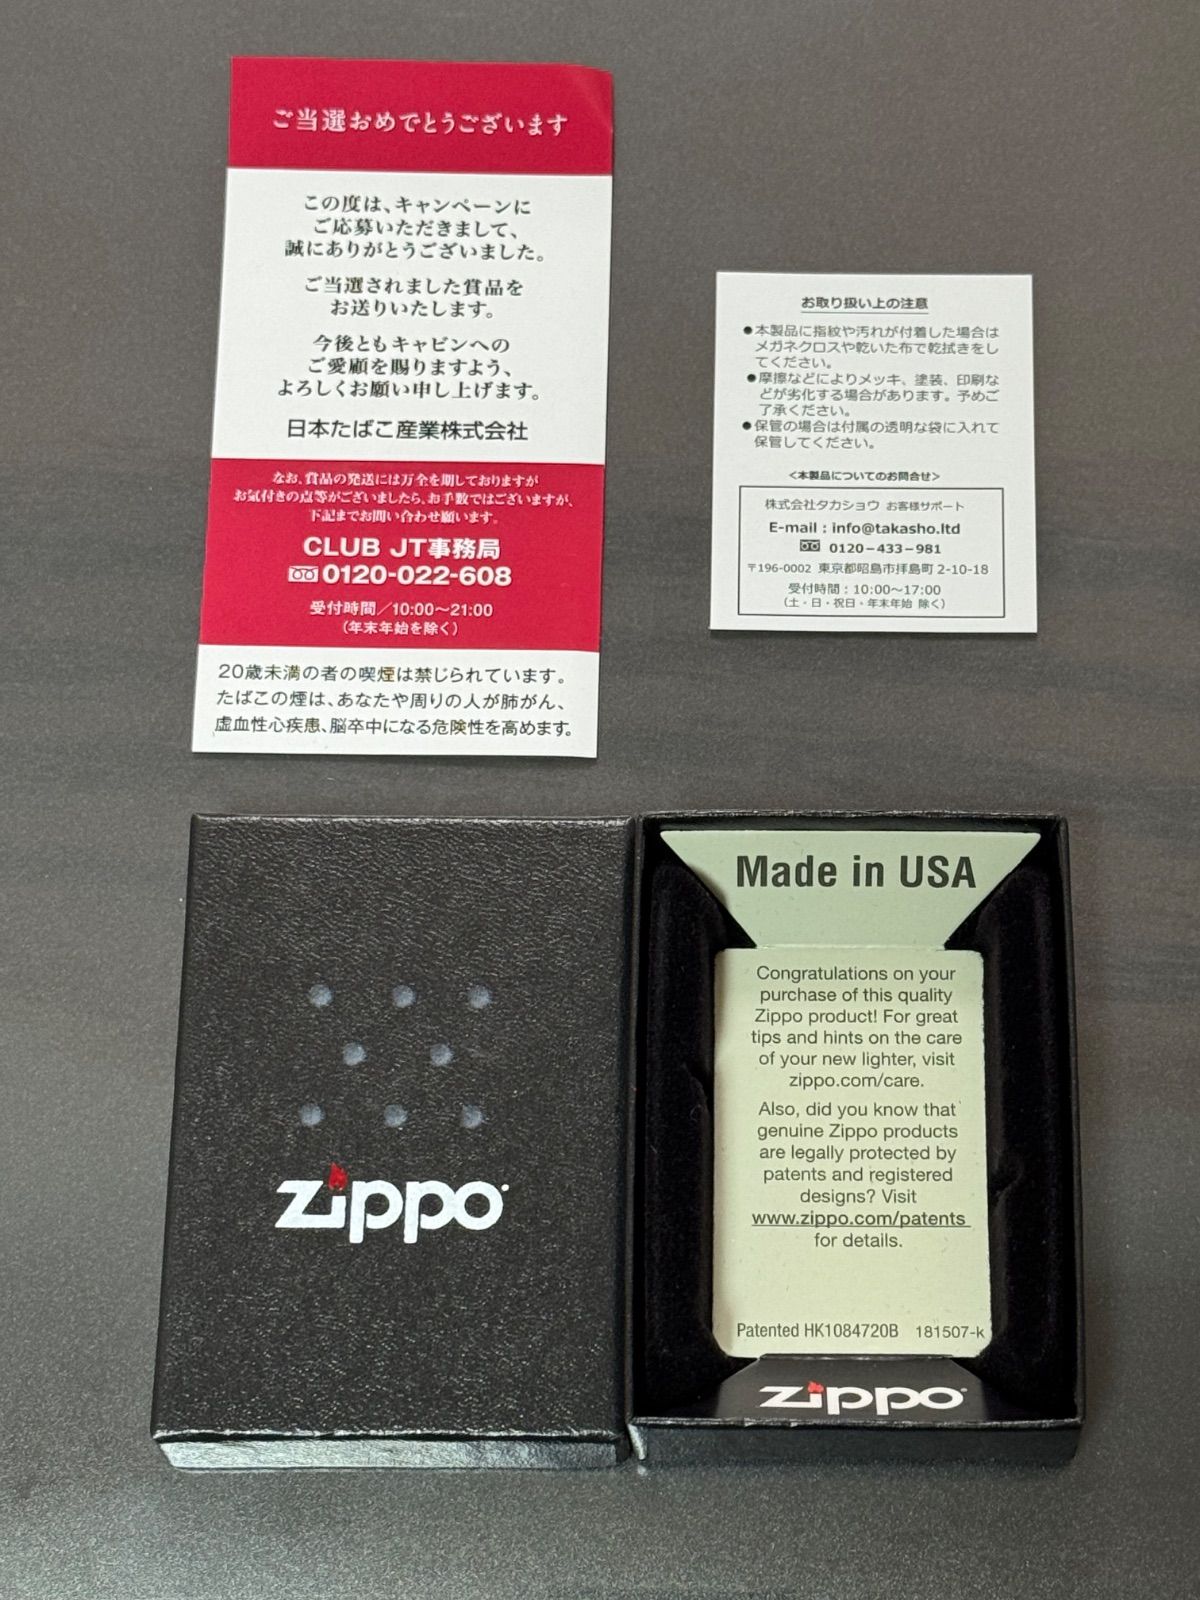 ご当選おめでとうございます
この度は、キャンペーンに
ご応募いただきまして、
誠にありがとうございました。
ご当選されました賞品を
お送りいたします。
今後ともキャビンへの
ご愛顧を賜りますよう、
よろしくお願い申し上げます。
日本たばこ産業株式会社
なお、賞品の発送には万全を期しておりますが
お気付きの点等がございましたら、お手数ではございますが、
下記までお問い合わせ願います。
CLUB JT事務局
0120-022-608
受付時間／10:00〜21:00
（年末年始を除く）
20歳未満の者の喫煙は禁じられています。
たばこの煙は、あなたや周りの人が肺がん、
虚血性心疾患、脳卒中になる危険性を高めます。
お取り扱い上の注意
●本製品に指紋や汚れが付着した場合は
メガネクロスや乾いた布で乾拭きをし
てください。
●摩擦などによりメッキ、塗装、印刷な
どが劣化する場合があります。予めご
了承ください。
●保管の場合は付属の透明な袋に入れて
保管してください。
<本製品についてのお問合せ>
株式会社タカショウ お客様サポート
E-mail : info@takasho.ltd
0120-433-981
〒196-0002 東京都昭島市拝島町 2-10-18
受付時間：10:00〜17:00
（土・日・祝日・年末年始 除く）
zippo
Made in USA
Congratulations on your
purchase of this quality
Zippo product! For great
tips and hints on the care
of your new lighter, visit
zippo.com/care.
Also, did you know that
genuine Zippo products
are legally protected by
patents and registered
designs? Visit
www.zippo.com/patents
for details.
Patented HK1084720B 181507-k
zippo